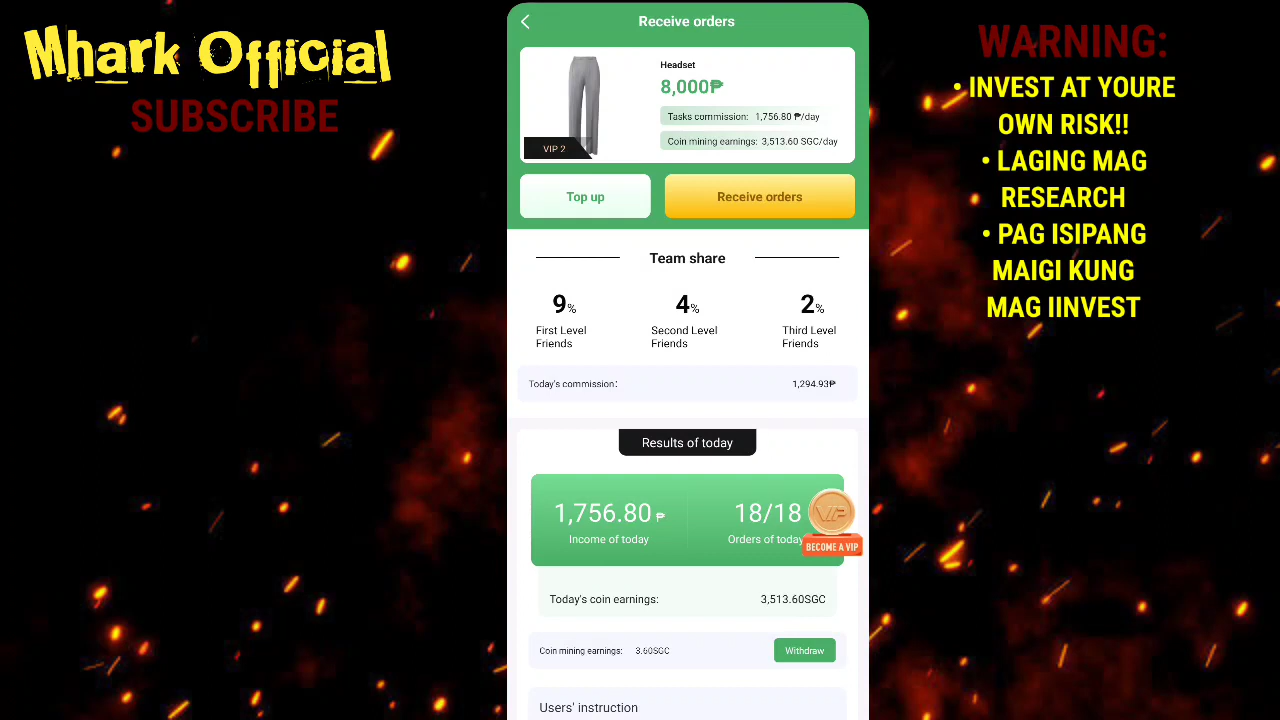 Mhark Official
SUBSCRIBE
Receive orders
Headset
8,000₱
Tasks commission: 1,756.80 ₱/day
Coin mining earnings: 3,513.60 SGC/day
VIP 2
Top up
Receive orders
Team share
9%
4%
2%
First Level
Friends
Second Level
Friends
Third Level
Friends
Today's commission: 1,294.93₱
Results of today
1,756.80 ₱
18/18
Income of today
Orders of today
VIP
BECOME A VIP
Today's coin earnings: 3,513.60SGC
Coin mining earnings: 3.60SGC
Withdraw
Users' instruction
WARNING:
• INVEST AT YOURE
OWN RISK!!
• LAGING MAG
RESEARCH
• PAG ISIPANG
MAIGI KUNG
MAG IINVEST